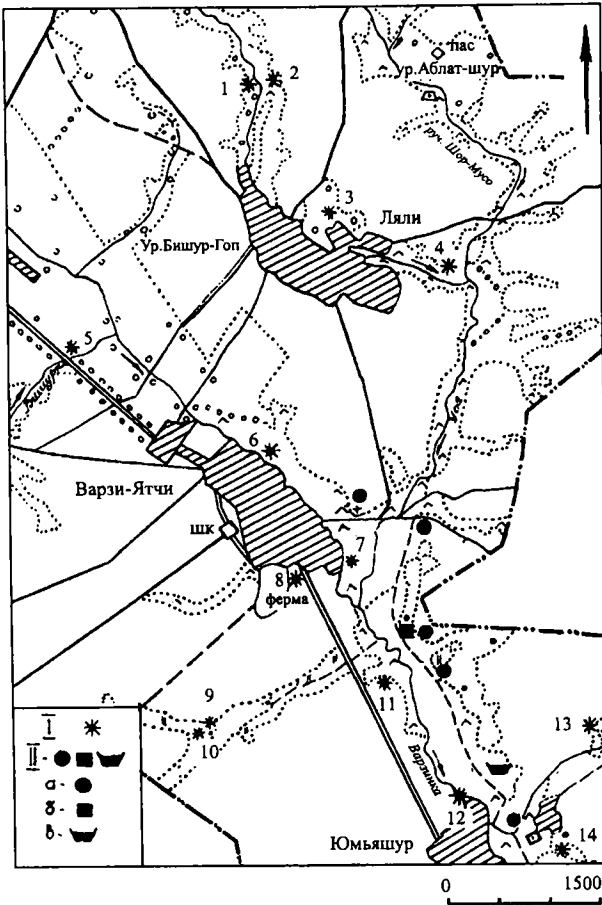 пас
ур.Аблат-шур
1
2
руч. Шор-Мусо
3
Ляли
Ур.Бишур-Гоп
4
5
6
Варзи-Ятчи
шк
7
8
ферма
9
10
11
13
I
II -
а -
б -
в -
Варзинка
12
14
Юмьяшур
0
1500